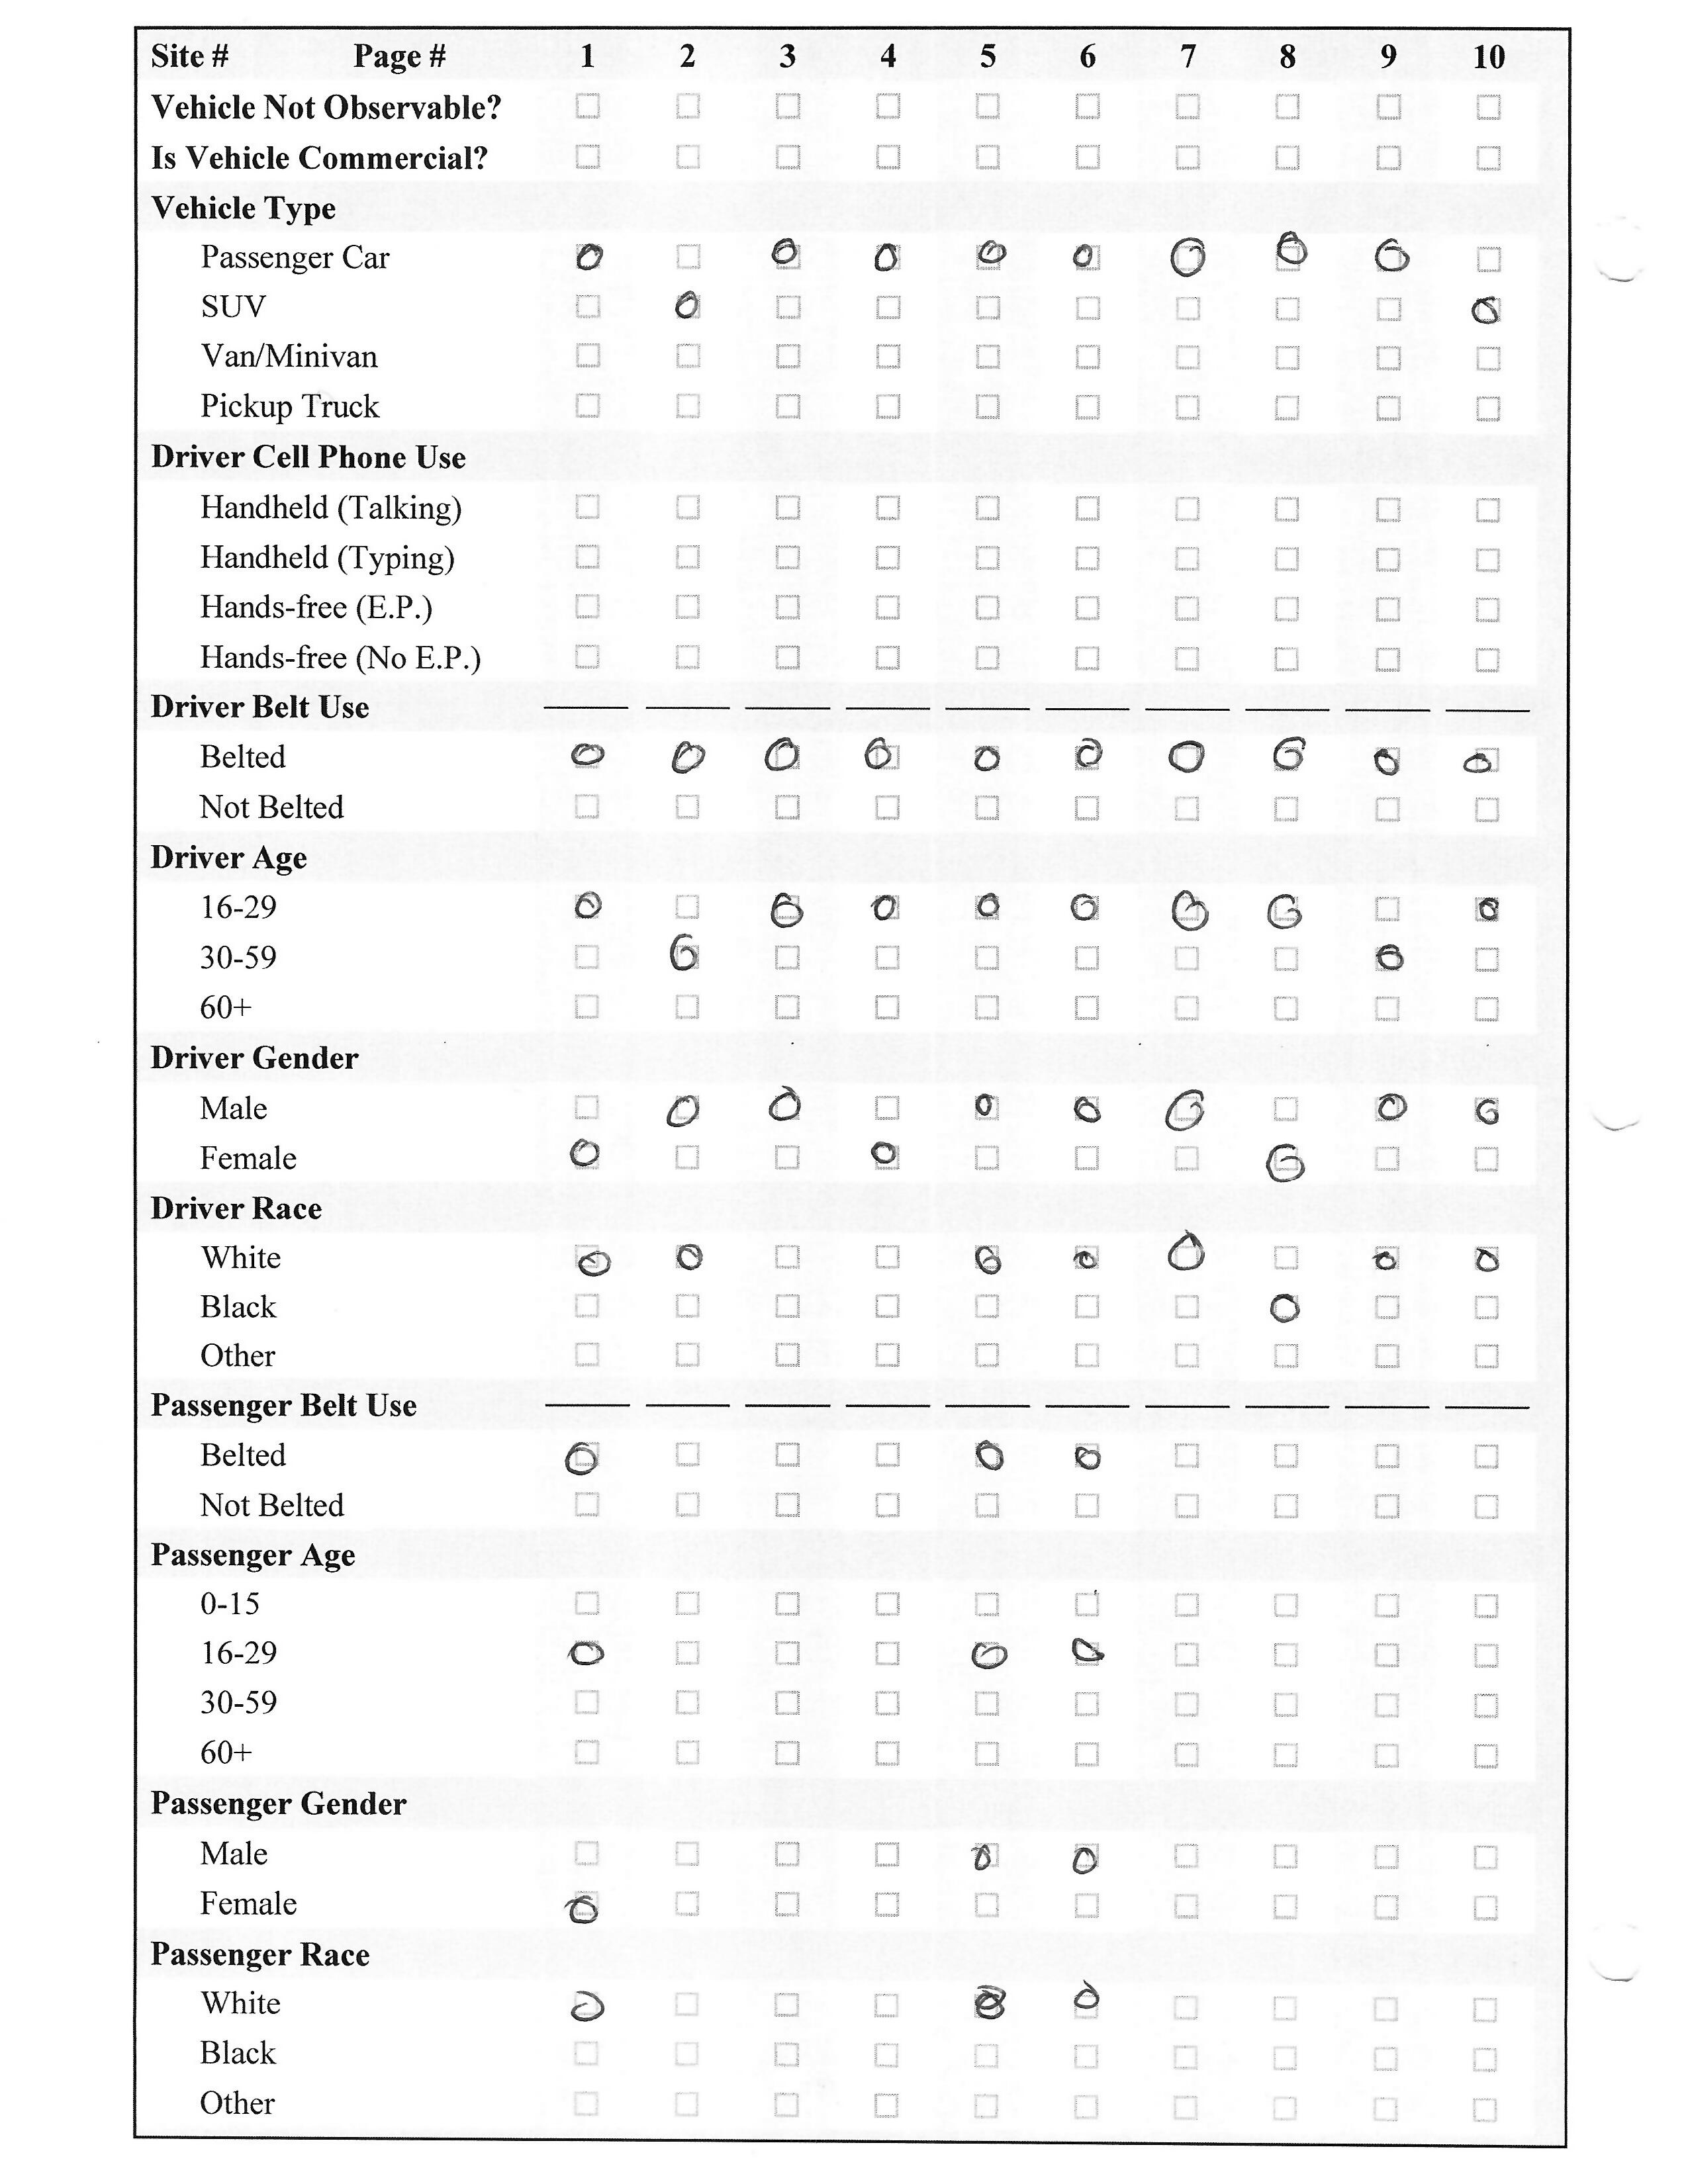 Site # Page # 1 2 3 4 5 6 7 8 9 10
Vehicle Not Observable?
Is Vehicle Commercial?
Vehicle Type
Passenger Car
SUV
Van/Minivan
Pickup Truck
Driver Cell Phone Use
Handheld (Talking)
Handheld (Typing)
Hands-free (E.P.)
Hands-free (No E.P.)
Driver Belt Use
Belted
Not Belted
Driver Age
16-29
30-59
60+
Driver Gender
Male
Female
Driver Race
White
Black
Other
Passenger Belt Use
Belted
Not Belted
Passenger Age
0-15
16-29
30-59
60+
Passenger Gender
Male
Female
Passenger Race
White
Black
Other